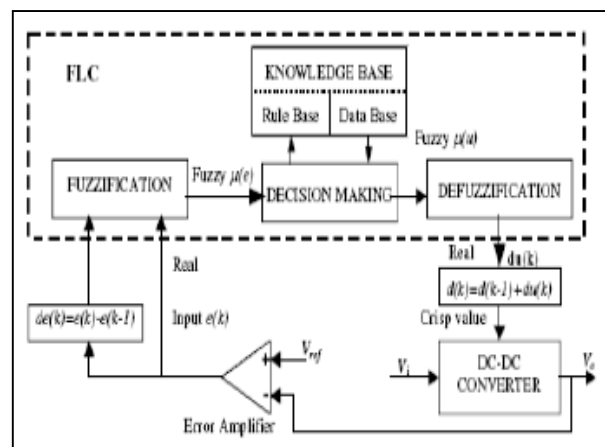 FLC
KNOWLEDGE BASE
Rule Base
Data Base
Fuzzy μ(u)
FUZZIFICATION
Fuzzy μ(e)
DECISION MAKING
DEFUZZIFICATION
Real
Real
du(k)
de(k)=e(k)-e(k-1)
Input e(k)
d(k)=d(k-1)+du(k)
Crisp value
Vref
+
-
Vi
DC-DC
CONVERTER
Vo
Error Amplifier